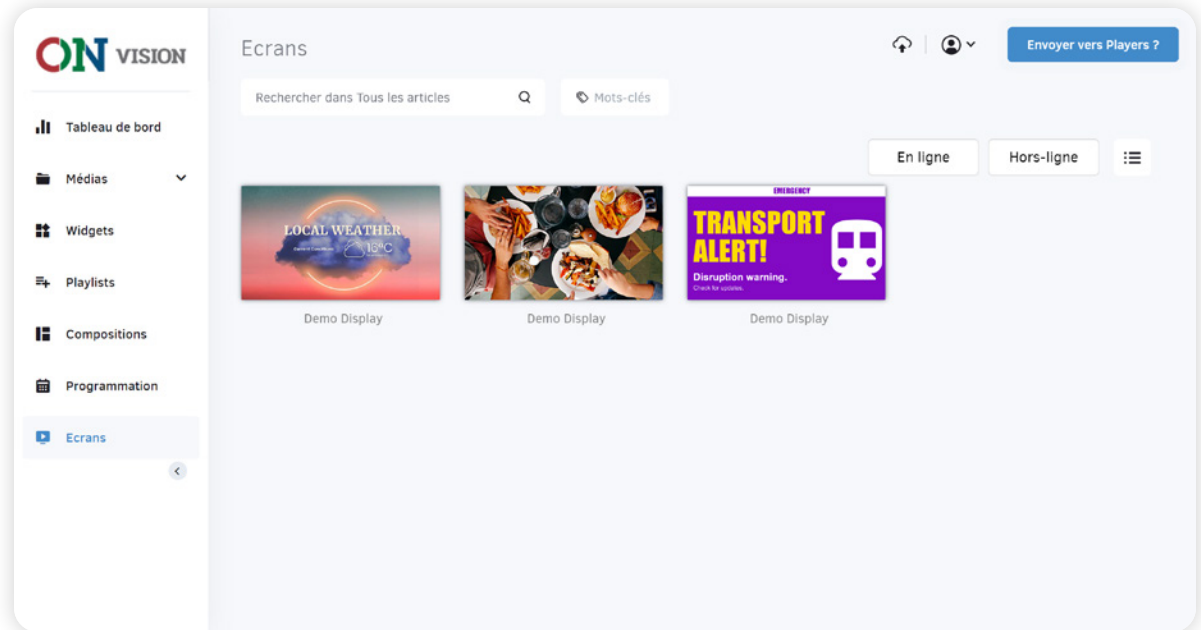 ON VISION
Ecrans
Envoyer vers Players ?
Rechercher dans Tous les articles
Mots-clés
Tableau de bord
En ligne
Hors-ligne
Médias
Widgets
Playlists
Compositions
Programmation
Ecrans
LOCAL WEATHER
16°C
EMERGENCY
TRANSPORT
ALERT!
Disruption warning.
Check for updates.
Demo Display
Demo Display
Demo Display